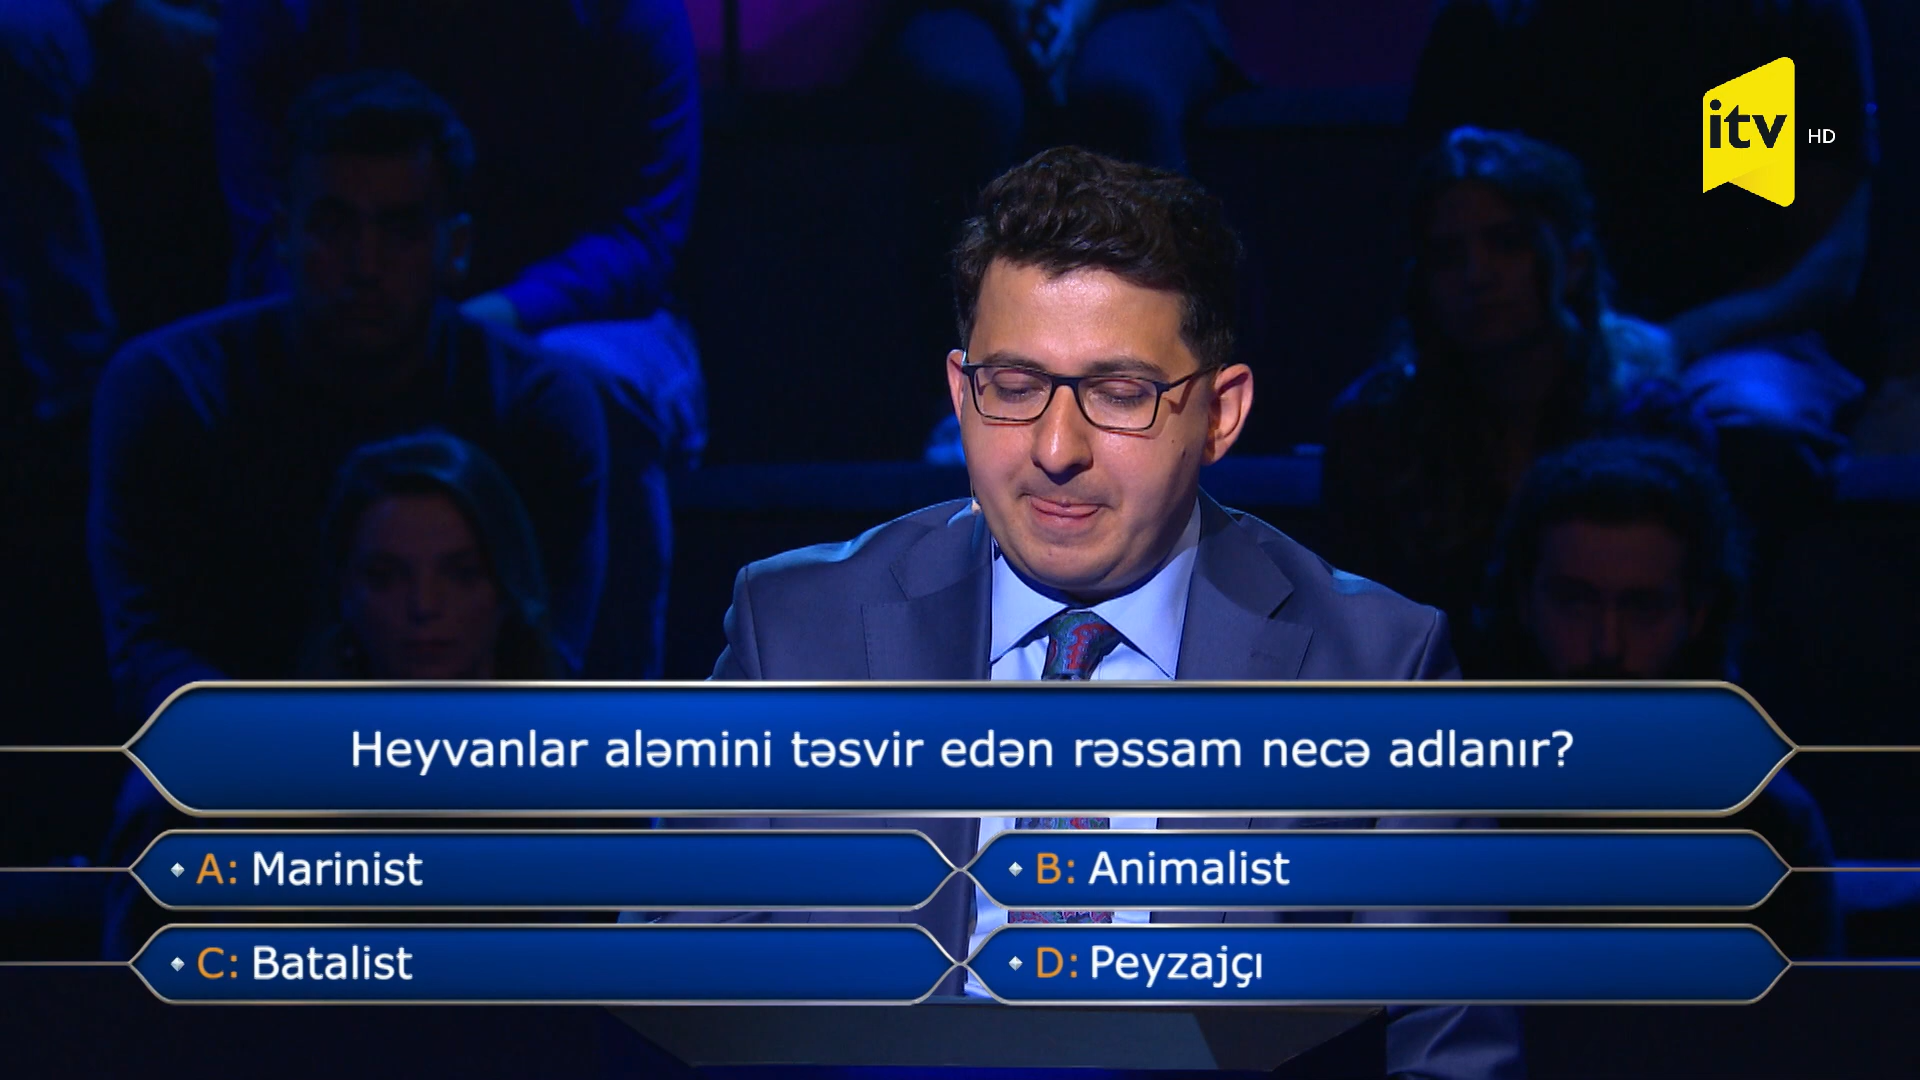 itv HD
Heyvanlar aləmini təsvir edən rəssam necə adlanır?
A: Marinist
B: Animalist
C: Batalist
D: Peyzajçı